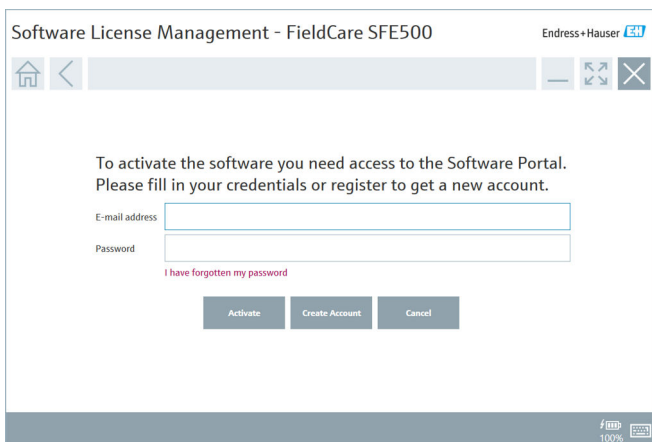 Software License Management - FieldCare SFE500
Endress+Hauser EH
To activate the software you need access to the Software Portal.
Please fill in your credentials or register to get a new account.
E-mail address
Password
I have forgotten my password
Activate Create Account Cancel
100%